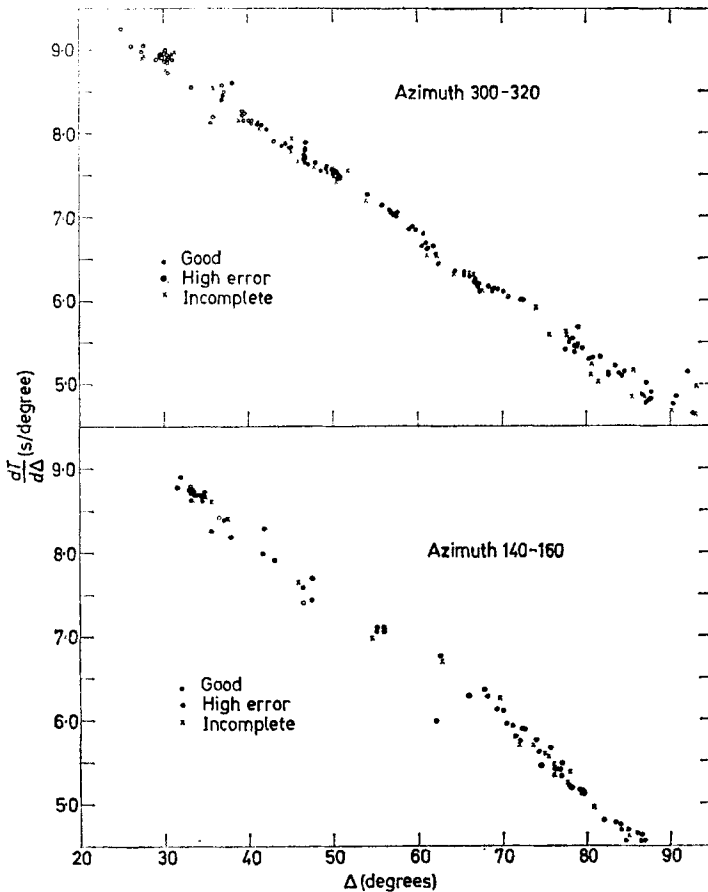 9·0
8·0
7·0
6·0
5·0
Azimuth 300-320
Good
High error
Incomplete
dT/dΔ (s/degree)
9·0
8·0
7·0
6·0
5·0
Azimuth 140-160
Good
High error
Incomplete
20 30 40 50 60 70 80 90
Δ (degrees)